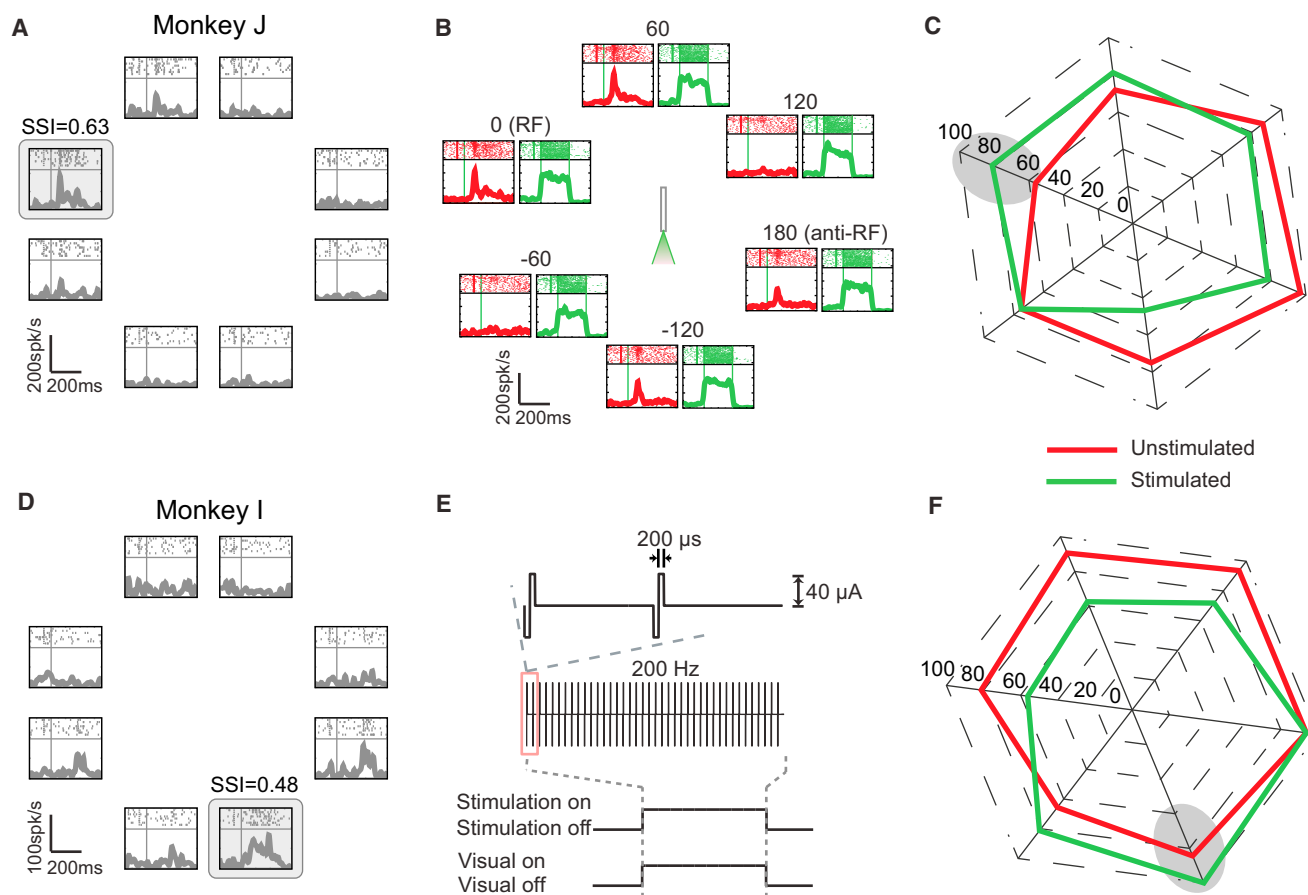 A
Monkey J
SSI=0.63
200spk/s
200ms
B
60
120
0 (RF)
180 (anti-RF)
-60
-120
200spk/s
200ms
C
100
80
60
40
20
0
Unstimulated
Stimulated
D
Monkey I
SSI=0.48
100spk/s
200ms
E
200 µs
40 µA
200 Hz
Stimulation on
Stimulation off
Visual on
Visual off
F
100
80
60
40
20
0